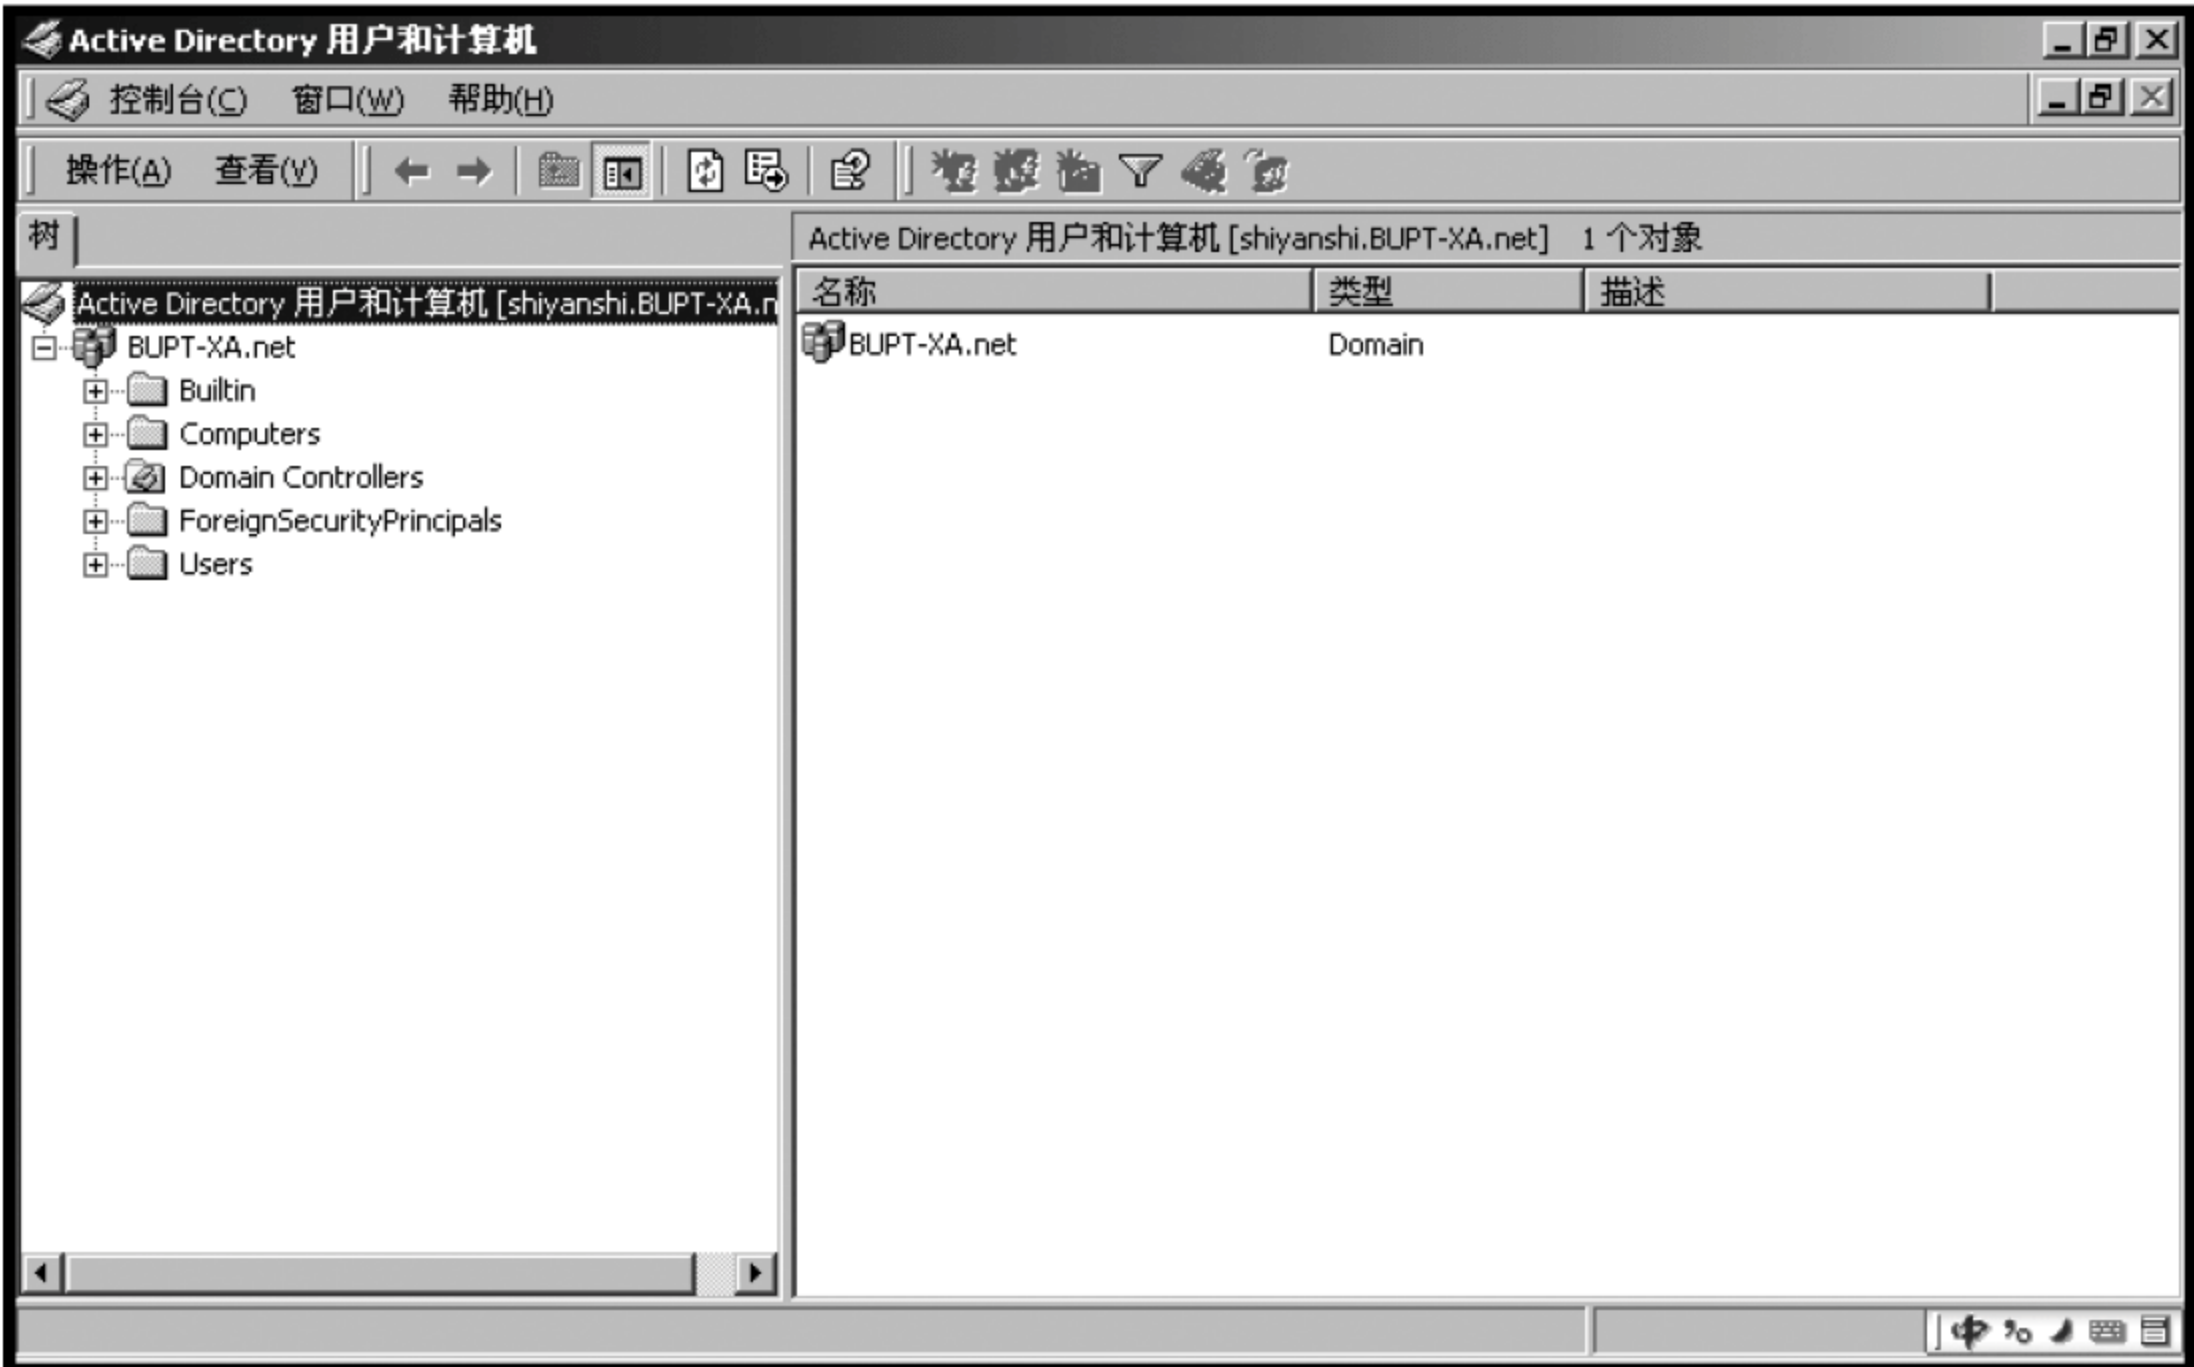 Active Directory 用户和计算机
控制台(C) 窗口(W) 帮助(H)
操作(A) 查看(V)
树
Active Directory 用户和计算机 [shiyanshi.BUPT-XA.net] 1 个对象
Active Directory 用户和计算机 [shiyanshi.BUPT-XA.n
名称 类型 描述
BUPT-XA.net
BUPT-XA.net Domain
Builtin
Computers
Domain Controllers
ForeignSecurityPrincipals
Users
中